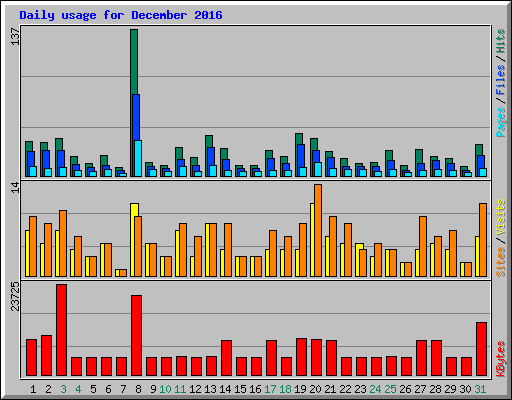 Daily usage for December 2016
137
Pages / Files / Hits
14
Sites / Visits
23725
KBytes
1 2 3 4 5 6 7 8 9 10 11 12 13 14 15 16 17 18 19 20 21 22 23 24 25 26 27 28 29 30 31